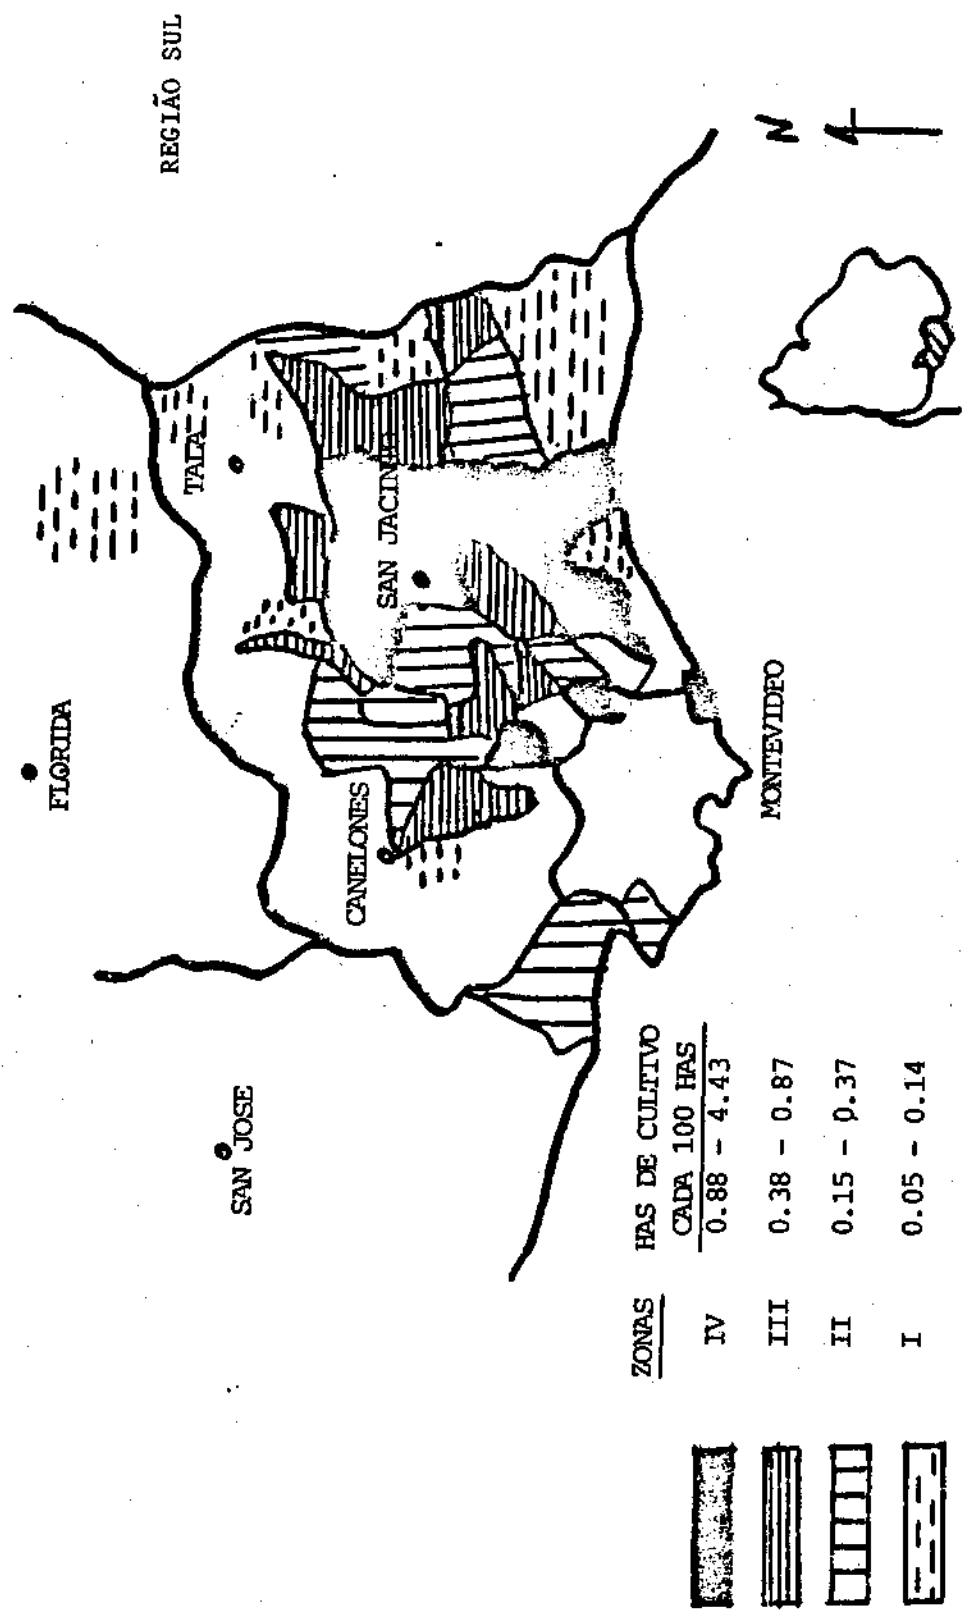 REGIÃO SUL
FLORIDA
TALA
SAN JOSE
CANELONES
SAN JACINTO
MONTEVIDEO
N
ZONAS HAS DE CULTIVO
CADA 100 HAS
IV 0.88 - 4.43
III 0.38 - 0.87
II 0.15 - 0.37
I 0.05 - 0.14